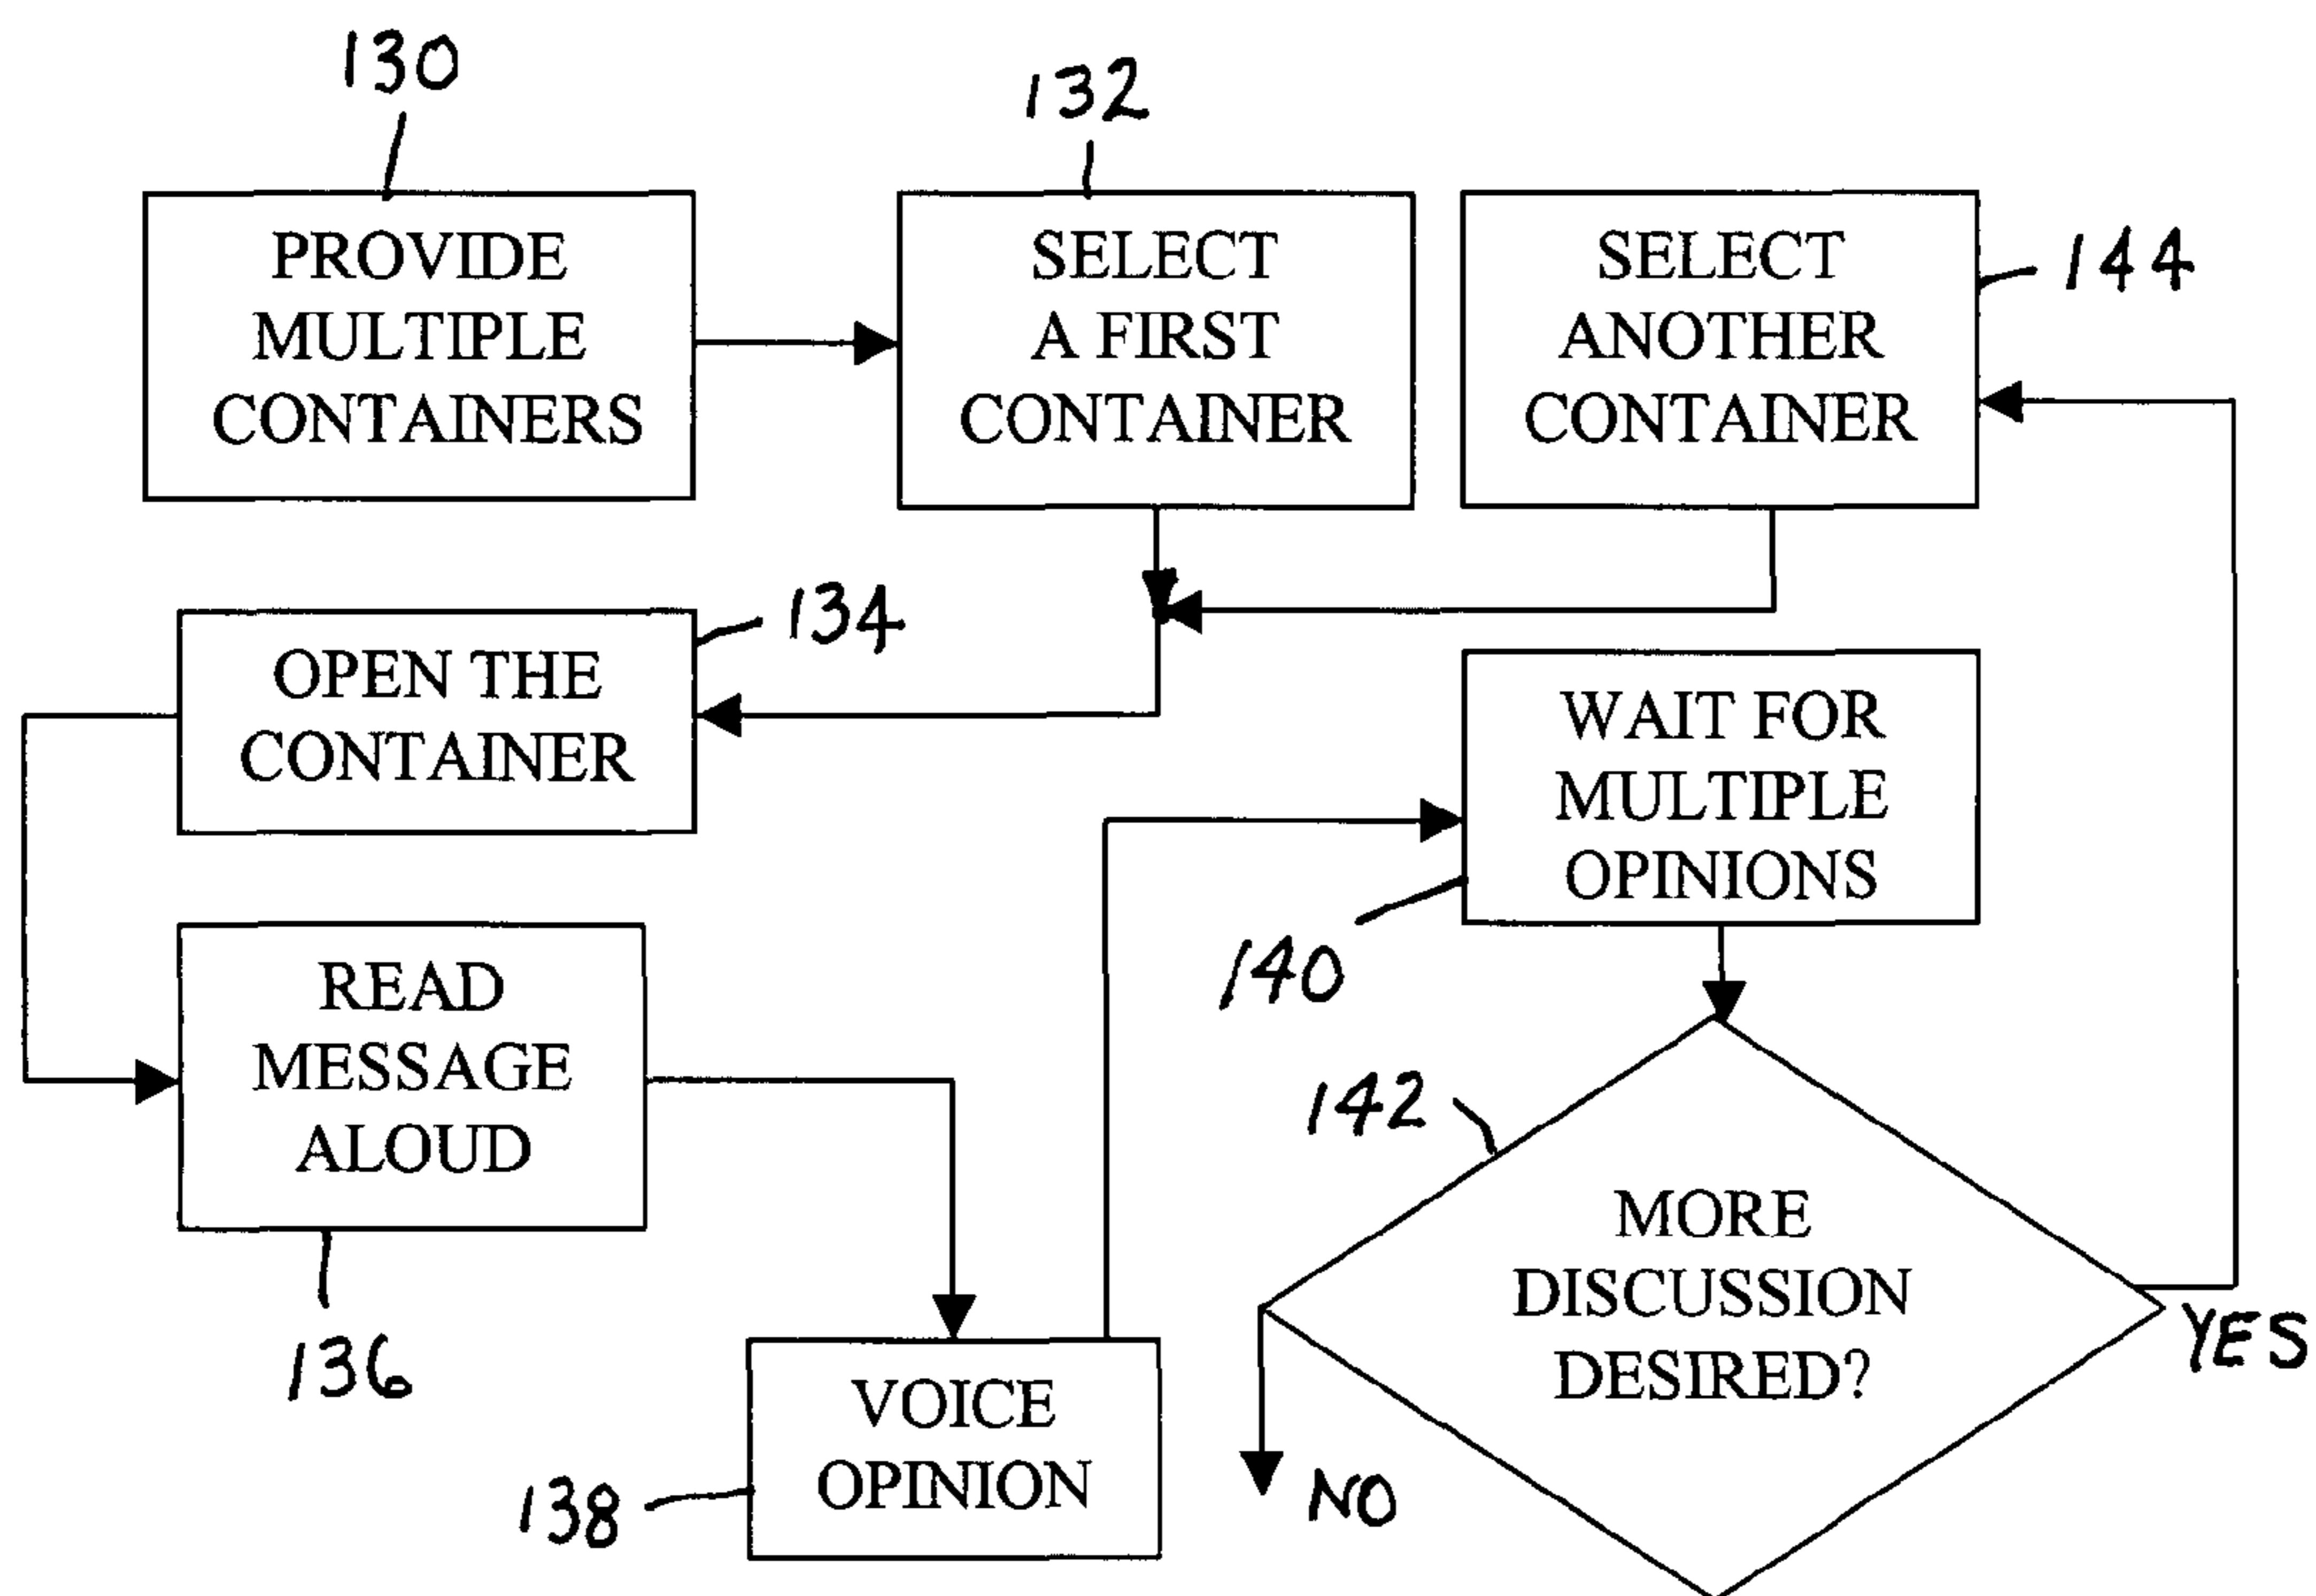 130
PROVIDE
MULTIPLE
CONTAINERS
132
SELECT
A FIRST
CONTAINER
SELECT
ANOTHER
CONTAINER
144
OPEN THE
CONTAINER
134
WAIT FOR
MULTIPLE
OPINIONS
140
READ
MESSAGE
ALOUD
136
VOICE
OPINION
138
142
MORE
DISCUSSION
DESIRED?
YES
NO